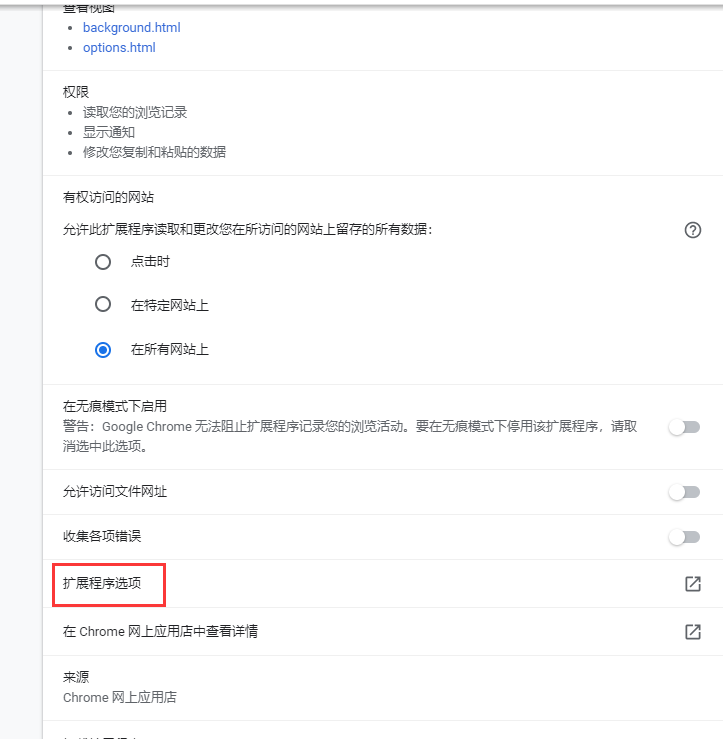 查看视图
background.html
options.html
权限
读取您的浏览记录
显示通知
修改您复制和粘贴的数据
有权访问的网站
允许此扩展程序读取和更改您在所访问的网站上留存的所有数据：
点击时
在特定网站上
在所有网站上
在无痕模式下启用
警告：Google Chrome 无法阻止扩展程序记录您的浏览活动。要在无痕模式下停用该扩展程序，请取
消选中此选项。
允许访问文件网址
收集各项错误
扩展程序选项
在 Chrome 网上应用店中查看详情
来源
Chrome 网上应用店